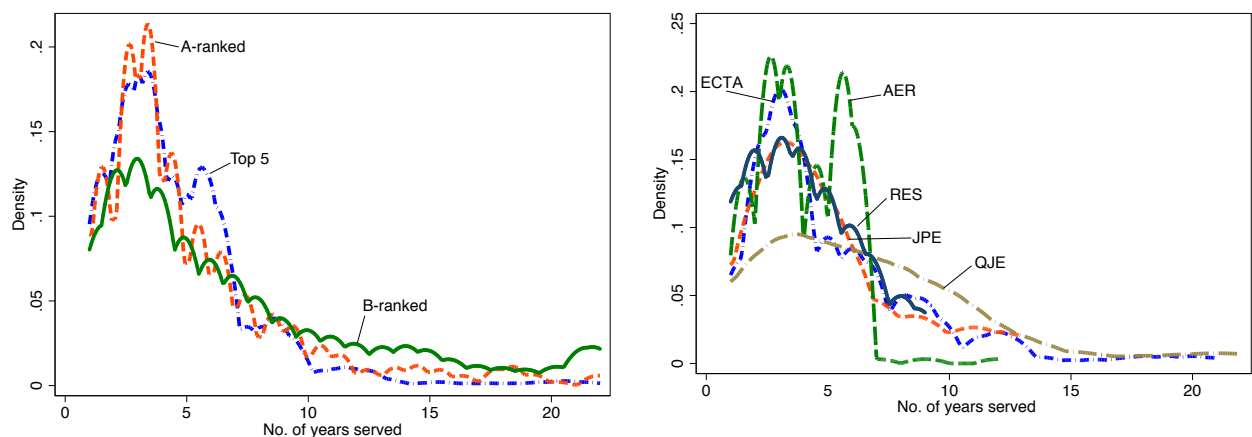 A-ranked
Top 5
B-ranked
Density
0
.05
.1
.15
.2
0
5
10
15
20
No. of years served
ECTA
AER
RES
JPE
QJE
Density
0
.05
.1
.15
.2
.25
0
5
10
15
20
No. of years served